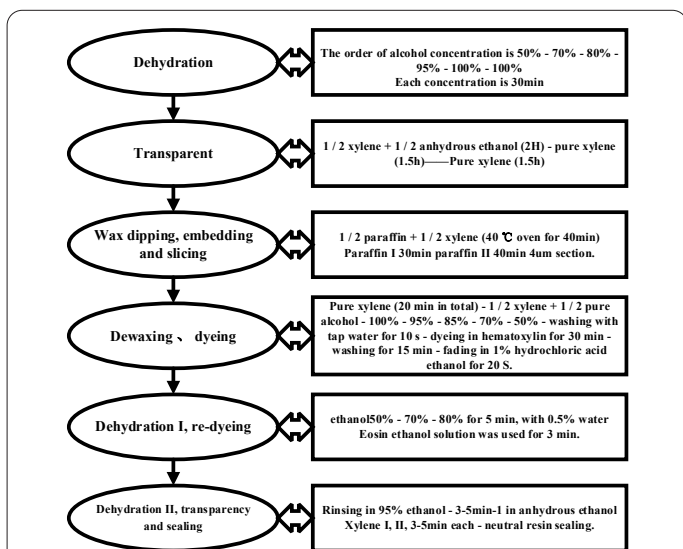 Dehydration
The order of alcohol concentration is 50% - 70% - 80% -
95% - 100% - 100%
Each concentration is 30min
Transparent
1 / 2 xylene + 1 / 2 anhydrous ethanol (2H) - pure xylene
(1.5h)——Pure xylene (1.5h)
Wax dipping, embedding
and slicing
1 / 2 paraffin + 1 / 2 xylene (40 ℃ oven for 40min)
Paraffin I 30min paraffin II 40min 4um section.
Dewaxing 、 dyeing
Pure xylene (20 min in total) - 1 / 2 xylene + 1 / 2 pure
alcohol - 100% - 95% - 85% - 70% - 50% - washing with
tap water for 10 s - dyeing in hematoxylin for 30 min -
washing for 15 min - fading in 1% hydrochloric acid
ethanol for 20 S.
Dehydration I, re-dyeing
ethanol50% - 70% - 80% for 5 min, with 0.5% water
Eosin ethanol solution was used for 3 min.
Dehydration II, transparency
and sealing
Rinsing in 95% ethanol - 3-5min-1 in anhydrous ethanol
Xylene I, II, 3-5min each - neutral resin sealing.